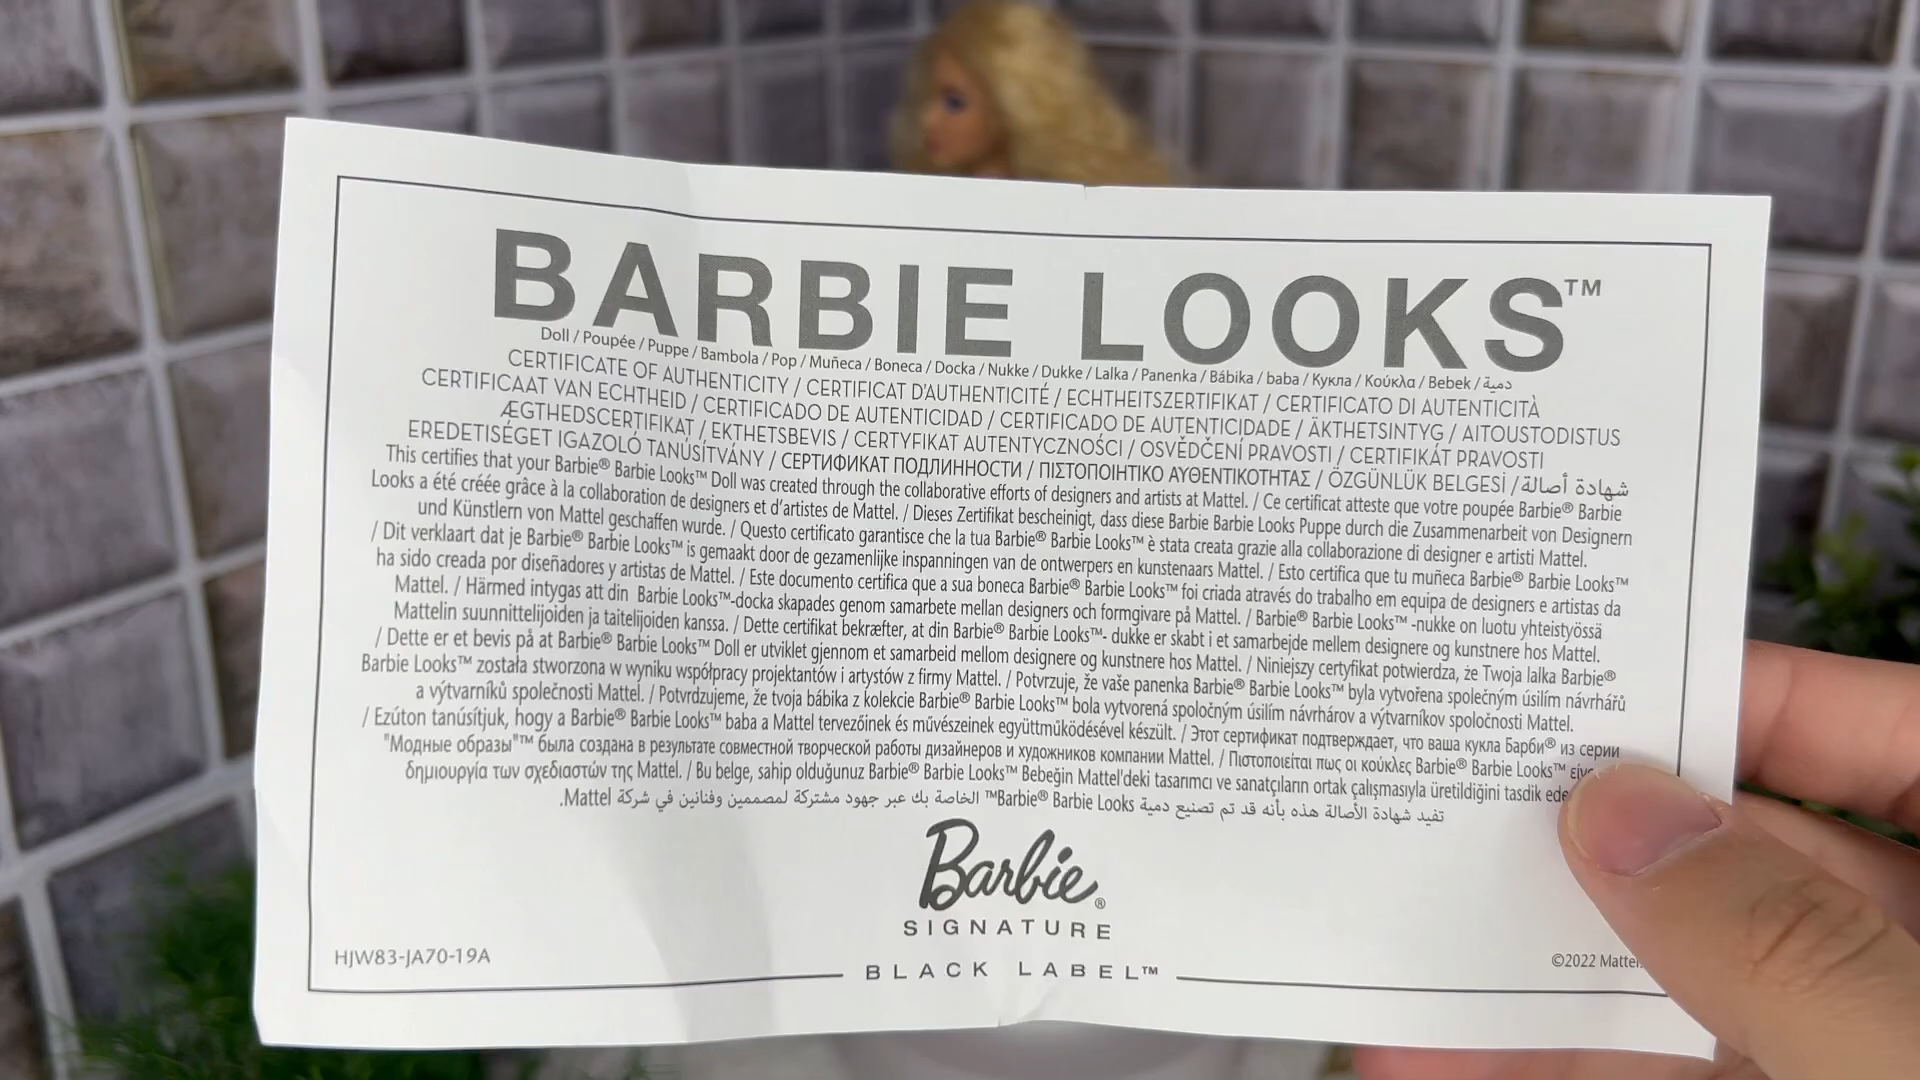 BARBIE LOOKS™
Doll / Poupée / Puppe / Bambola / Pop / Muñeca / Boneca / Docka / Nukke / Dukke / Lalka / Panenka / Bábika / baba / Кукла / Κούκλα / Bebek / دمية
CERTIFICATE OF AUTHENTICITY / CERTIFICAT D'AUTHENTICITÉ / ECHTHEITSZERTIFIKAT / CERTIFICATO DI AUTENTICITÀ
CERTIFICAAT VAN ECHTHEID / CERTIFICADO DE AUTENTICIDAD / CERTIFICADO DE AUTENTICIDADE / ÄKTHETSINTYG / AITOUSTODISTUS
ÆGTHEDSCERTIFIKAT / EKTHETSBEVIS / CERTYFIKAT AUTENTYCZNOŚCI / OSVĚDČENÍ PRAVOSTI / CERTIFIKÁT PRAVOSTI
EREDETISÉGET IGAZOLÓ TANÚSÍTVÁNY / СЕРТИФИКАТ ПОДЛИННОСТИ / ΠΙΣΤΟΠΟΙΗΤΙΚΟ ΑΥΘΕΝΤΙΚΟΤΗΤΑΣ / ÖZGÜNLÜK BELGESİ / شهادة أصالة
This certifies that your Barbie® Barbie Looks™ Doll was created through the collaborative efforts of designers and artists at Mattel. / Ce certificat atteste que votre poupée Barbie® Barbie
Looks a été créée grâce à la collaboration de designers et d'artistes de Mattel. / Dieses Zertifikat bescheinigt, dass diese Barbie Barbie Looks Puppe durch die Zusammenarbeit von Designern
und Künstlern von Mattel geschaffen wurde. / Questo certificato garantisce che la tua Barbie® Barbie Looks™ è stata creata grazie alla collaborazione di designer e artisti Mattel.
/ Dit verklaart dat je Barbie® Barbie Looks™ is gemaakt door de gezamenlijke inspanningen van de ontwerpers en kunstenaars Mattel. / Esto certifica que tu muñeca Barbie® Barbie Looks™
ha sido creada por diseñadores y artistas de Mattel. / Este documento certifica que a sua boneca Barbie® Barbie Looks™ foi criada através do trabalho em equipa de designers e artistas da
Mattel. / Härmed intygas att din Barbie Looks™-docka skapades genom samarbete mellan designers och formgivare på Mattel. / Barbie® Barbie Looks™ -nukke on luotu yhteistyössä
Mattelin suunnittelijoiden ja taitelijoiden kanssa. / Dette certifikat bekræfter, at din Barbie® Barbie Looks™- dukke er skabt i et samarbejde mellem designere og kunstnere hos Mattel.
/ Dette er et bevis på at Barbie® Barbie Looks™ Doll er utviklet gjennom et samarbeid mellom designere og kunstnere hos Mattel. / Niniejszy certyfikat potwierdza, że Twoja lalka Barbie®
Barbie Looks™ została stworzona w wyniku współpracy projektantów i artystów z firmy Mattel. / Potvrzuje, že vaše panenka Barbie® Barbie Looks™ byla vytvořena společným úsilím návrhářů
a výtvarníků společnosti Mattel. / Potvrdzujeme, že tvoja bábika z kolekcie Barbie® Barbie Looks™ bola vytvorená spoločným úsilím návrhárov a výtvarníkov spoločnosti Mattel.
/ Ezúton tanúsítjuk, hogy a Barbie® Barbie Looks™ baba a Mattel tervezőinek és művészeinek együttműködésével készült. / Этот сертификат подтверждает, что ваша кукла Барби® из серии
"Модные образы"™ была создана в результате совместной творческой работы дизайнеров и художников компании Mattel. / Πιστοποιείται πως οι κούκλες Barbie® Barbie Looks™
δημιουργία των σχεδιαστών της Mattel. / Bu belge, sahip olduğunuz Barbie® Barbie Looks™ Bebeğin Mattel'deki tasarımcı ve sanatçıların ortak çalışmasıyla üretildiğini tasdik
تفيد شهادة الأصالة هذه بأنه قد تم تصنيع دمية Barbie® Barbie Looks™ الخاصة بك عبر جهود مشتركة لمصممين وفنانين في شركة Mattel.
Barbie®
SIGNATURE
BLACK LABEL™
HJW83-JA70-19A
©2022 Mattel